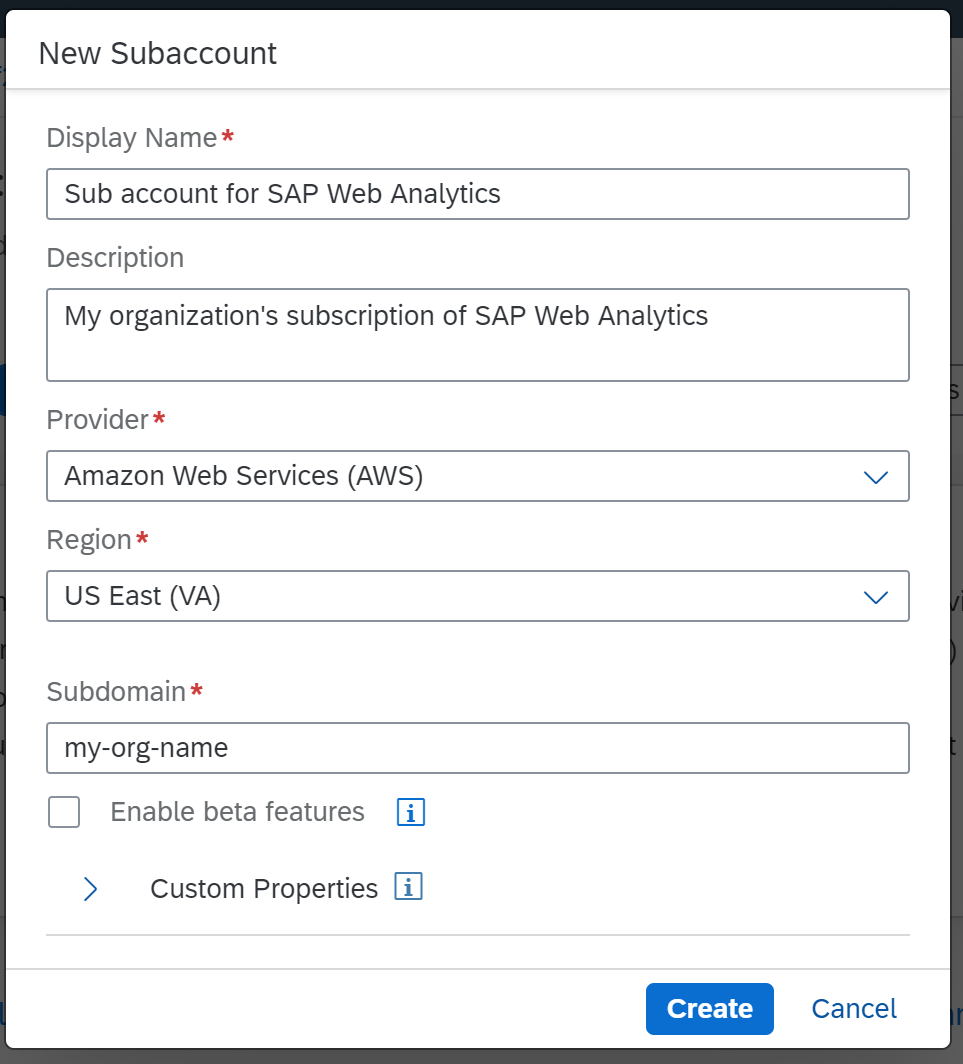 New Subaccount
Display Name*
Sub account for SAP Web Analytics
Description
My organization's subscription of SAP Web Analytics
Provider*
Amazon Web Services (AWS)
Region*
US East (VA)
Subdomain*
my-org-name
Enable beta features
Custom Properties
Create Cancel